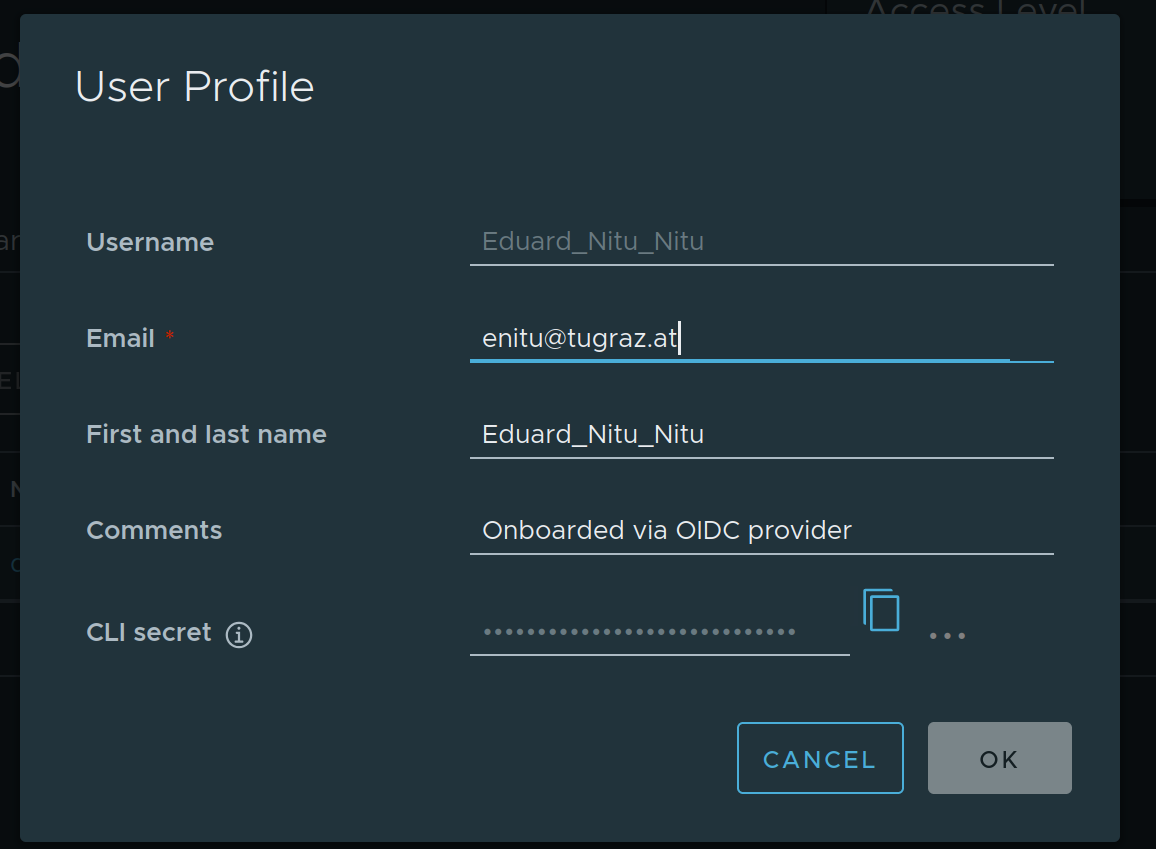 Access Level
User Profile
Username
Eduard_Nitu_Nitu
Email *
enitu@tugraz.at
First and last name
Eduard_Nitu_Nitu
Comments
Onboarded via OIDC provider
CLI secret
CANCEL
OK